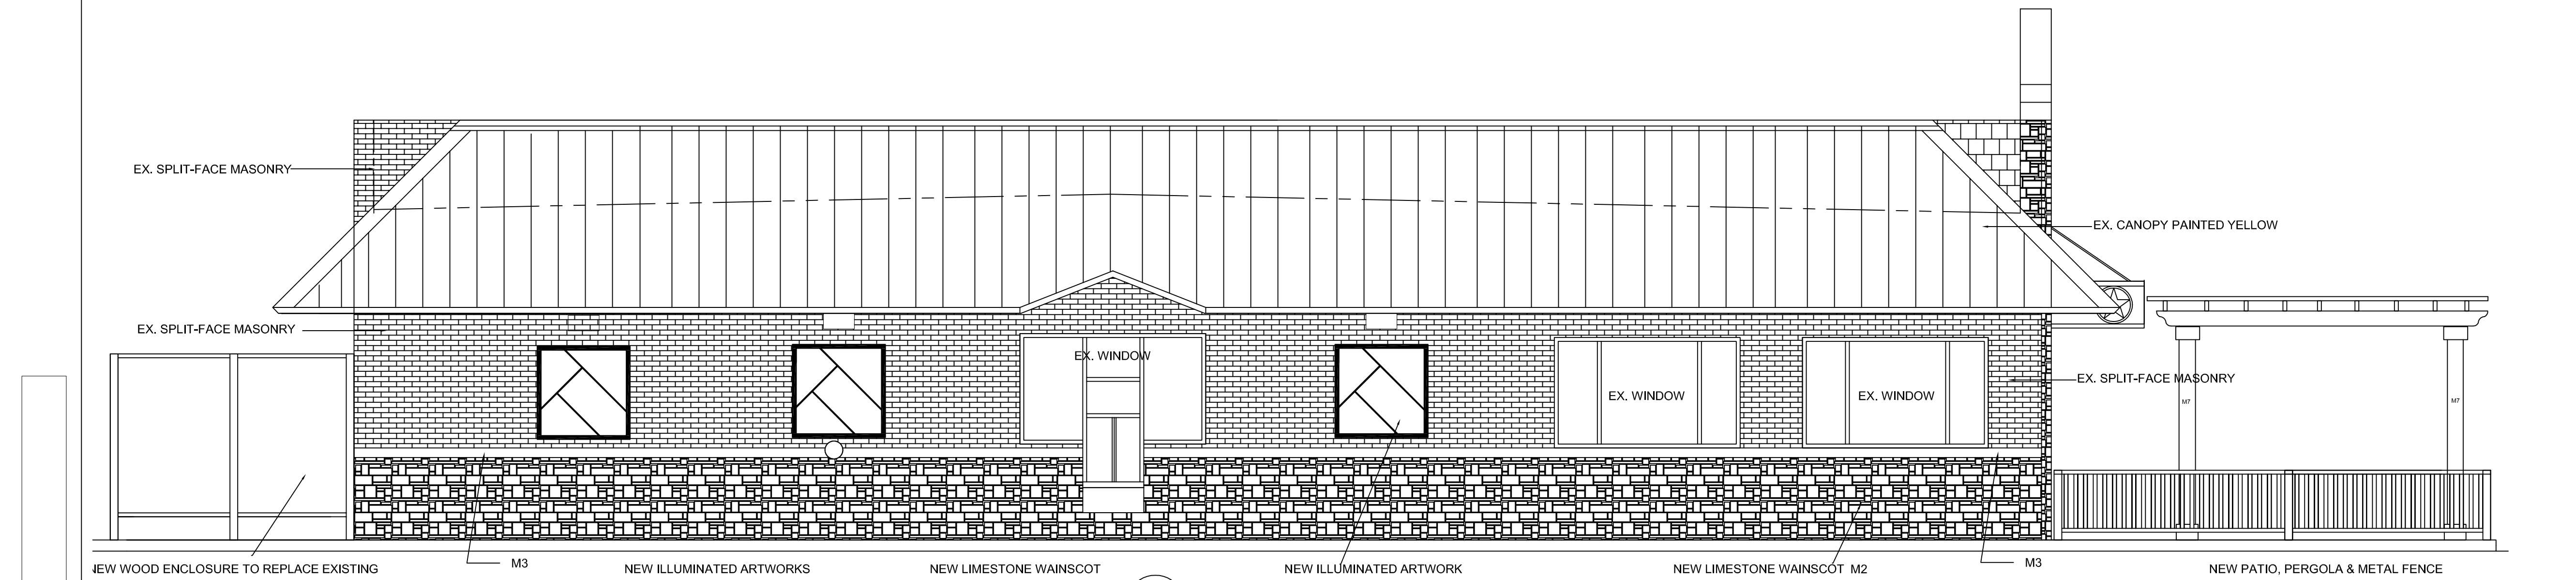 EX. SPLIT-FACE MASONRY
EX. CANOPY PAINTED YELLOW
EX. SPLIT-FACE MASONRY
EX. WINDOW
EX. SPLIT-FACE MASONRY
EX. WINDOW
EX. WINDOW
M7
M7
NEW WOOD ENCLOSURE TO REPLACE EXISTING
M3
NEW ILLUMINATED ARTWORKS
NEW LIMESTONE WAINSCOT
NEW ILLUMINATED ARTWORK
NEW LIMESTONE WAINSCOT M2
M3
NEW PATIO, PERGOLA & METAL FENCE